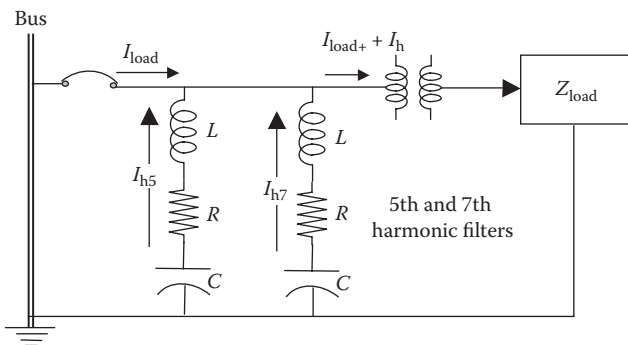 Bus
I_load
I_load+ + I_h
Z_load
L
L
I_h5
I_h7
R
R
5th and 7th
harmonic filters
C
C